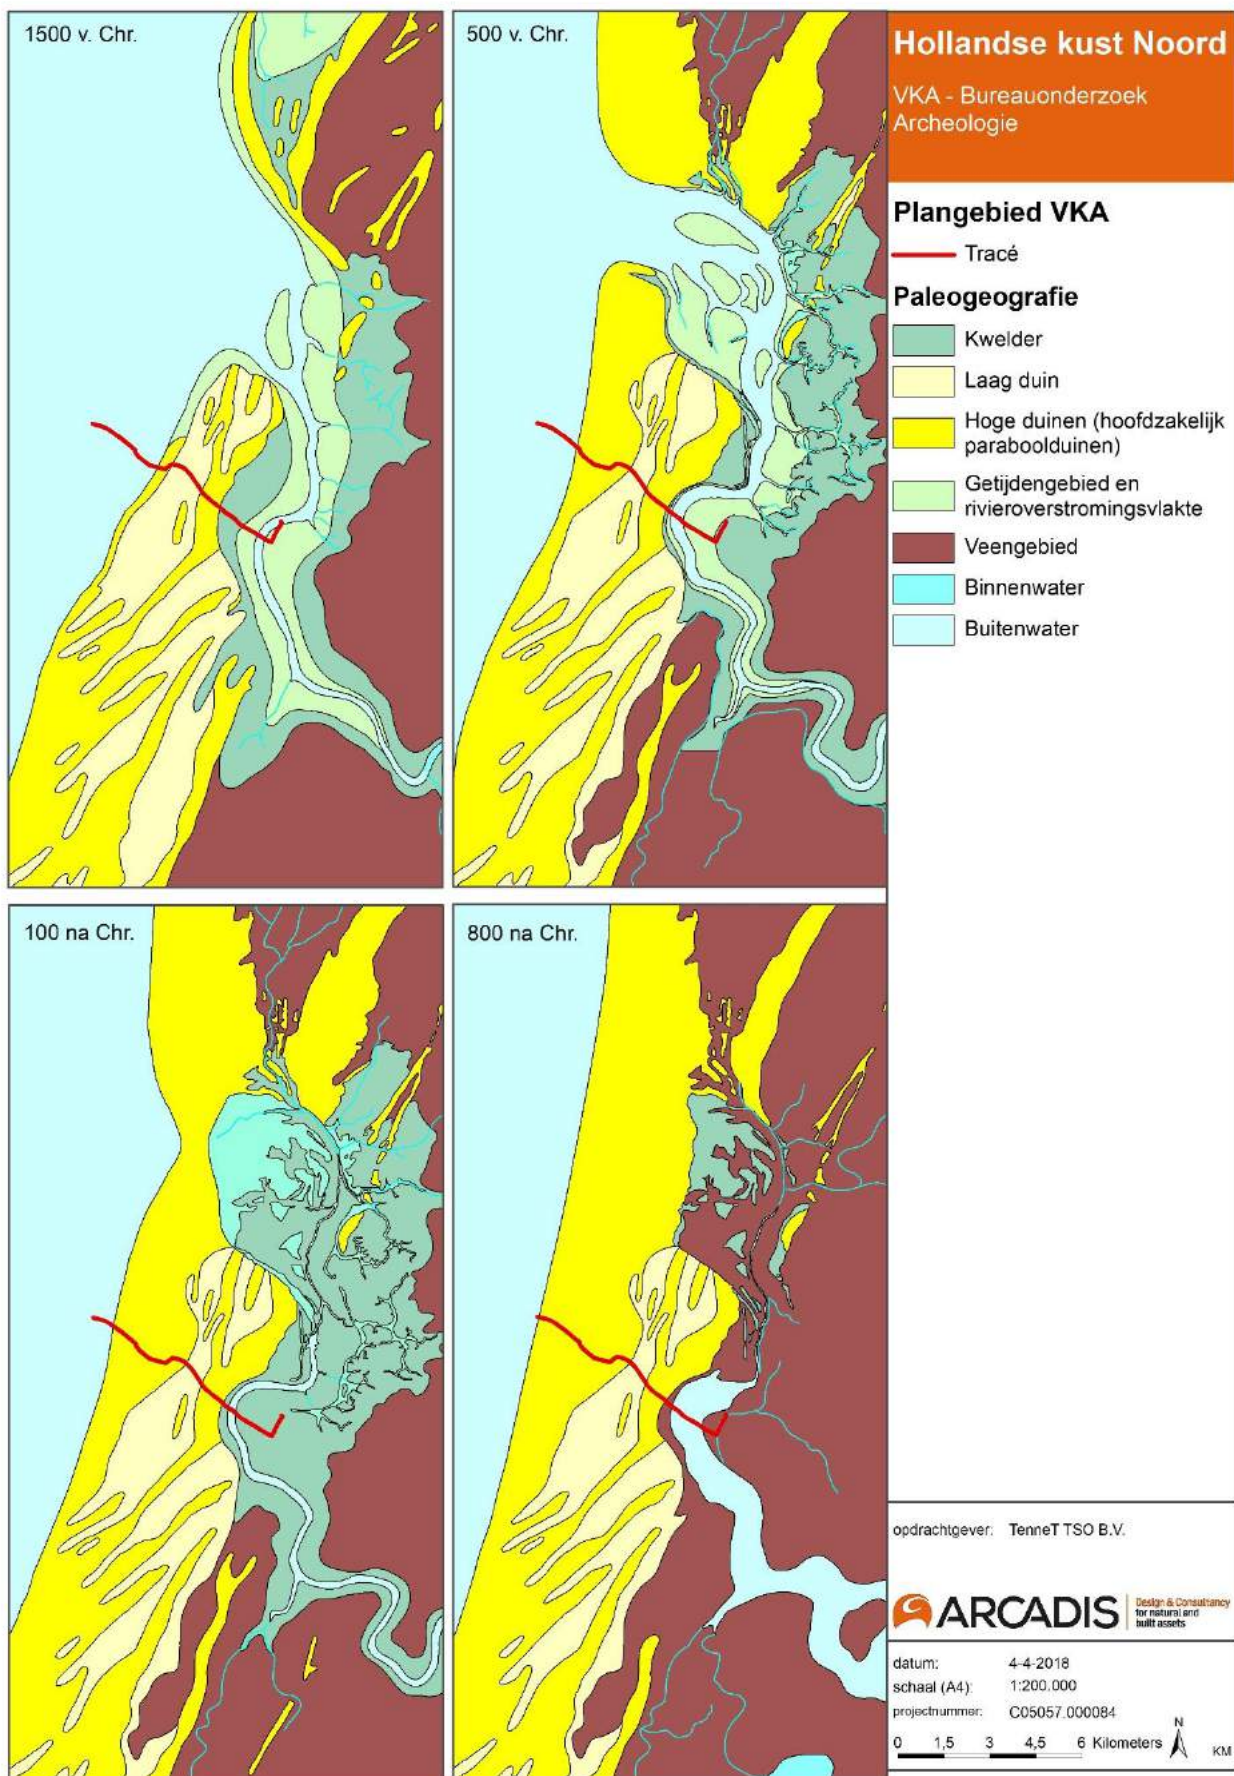 1500 v. Chr.
500 v. Chr.
100 na Chr.
800 na Chr.
Hollandse kust Noord
VKA - Bureauonderzoek
Archeologie
Plangebied VKA
Tracé
Paleogeografie
Kwelder
Laag duin
Hoge duinen (hoofdzakelijk
paraboolduinen)
Getijdengebied en
rivieroverstromingsvlakte
Veengebied
Binnenwater
Buitenwater
opdrachtgever: TenneT TSO B.V.
ARCADIS
Design & Consultancy
for natural and
built assets
datum: 4-4-2018
schaal (A4): 1:200.000
projectnummer: C05057.000084
N
0 1,5 3 4,5 6 Kilometers
KM